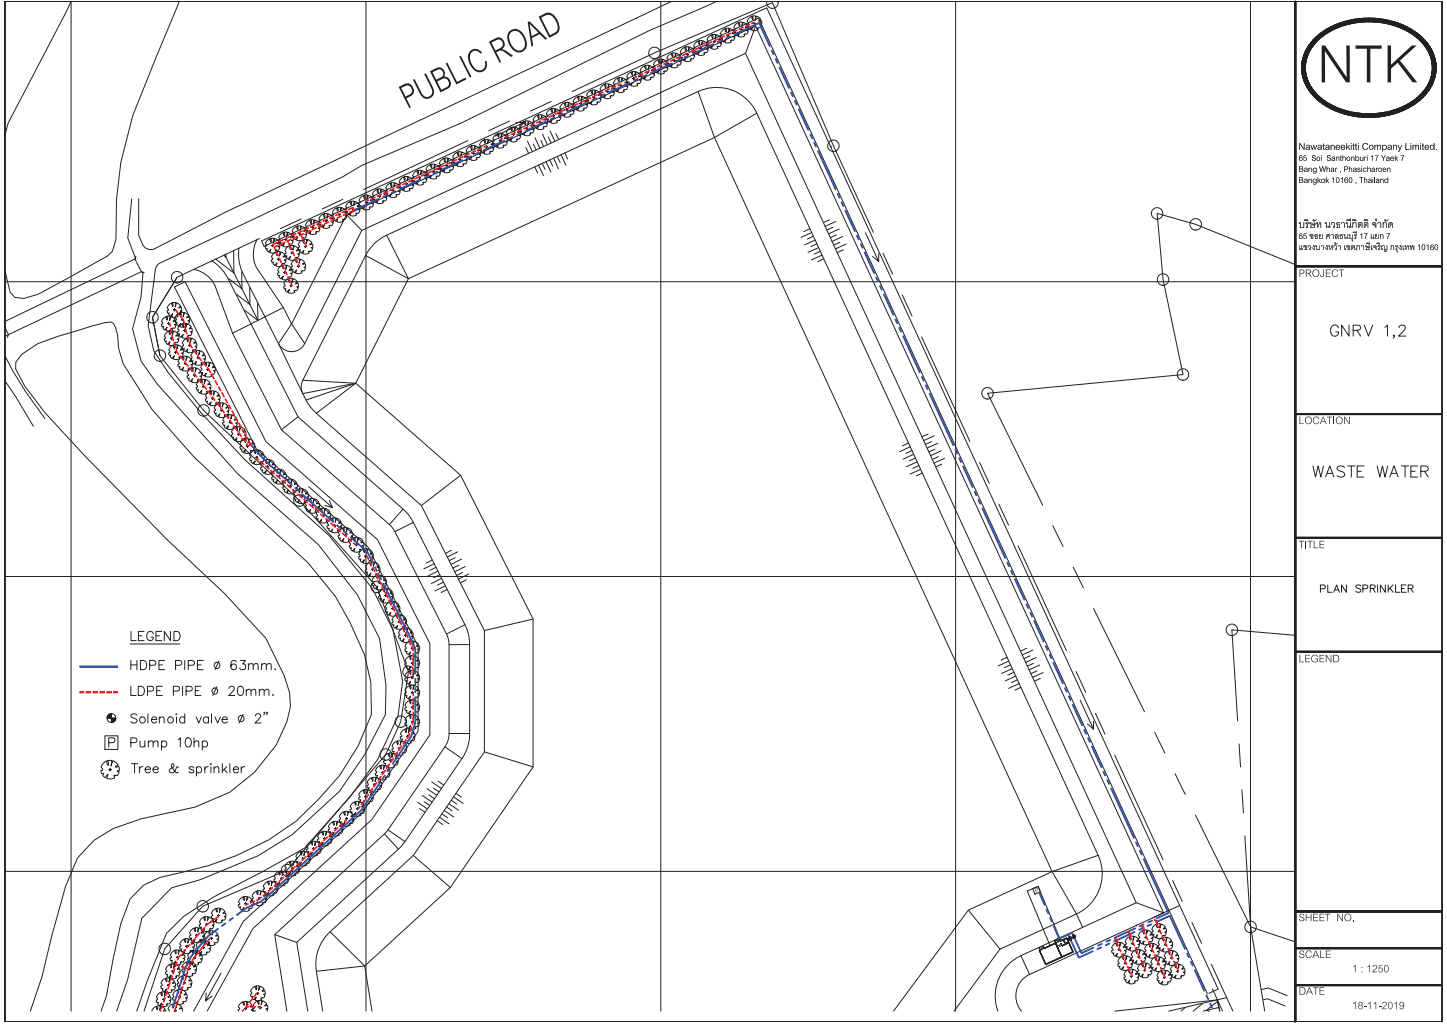 PUBLIC ROAD
LEGEND
HDPE PIPE ø 63mm.
LDPE PIPE ø 20mm.
Solenoid valve ø 2"
P Pump 10hp
Tree & sprinkler
NTK
Nawataneekitti Company Limited.
65 Soi Santhonburi 17 Yaek 7
Bang Whar , Phasicharoen
Bangkok 10160 , Thailand
บริษัท นวธานีกิตติ จำกัด
65 ซอย ศาลธนบุรี 17 แยก 7
แขวงบางหว้า เขตภาษีเจริญ กรุงเทพ 10160
PROJECT
GNRV 1,2
LOCATION
WASTE WATER
TITLE
PLAN SPRINKLER
LEGEND
SHEET NO.
SCALE
1 : 1250
DATE
18-11-2019